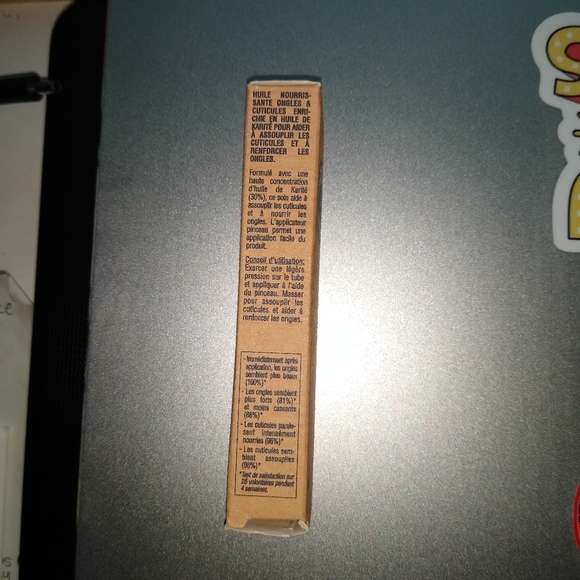 HUILE NOURRIS-
SANTE ONGLES &
CUTICULES ENRI-
CHIE EN HUILE DE
KARITÉ POUR AIDER
À ASSOUPLIR LES
CUTICULES ET À
RENFORCER LES
ONGLES.
Formulé avec une
haute concentration
d'huile de Karité
(30%), ce soin aide à
assouplir les cuticules
et à nourrir les
ongles. L'applicateur
pinceau permet une
application facile du
produit.
Conseil d'utilisation:
Exercer une légère
pression sur le tube
et appliquer à l'aide
du pinceau. Masser
pour assouplir les
cuticules et aider à
renforcer les ongles.
- Immédiatement après
application, les ongles
semblent plus beaux
(100%)*
- Les ongles semblent
plus forts (81%)*
et moins cassants
(86%)*
- Les cuticules parais-
sent intensément
nourries (96%)*
- Les cuticules sem-
blent assouplies
(96%)*
*Test de satisfaction sur
28 volontaires pendant
4 semaines.